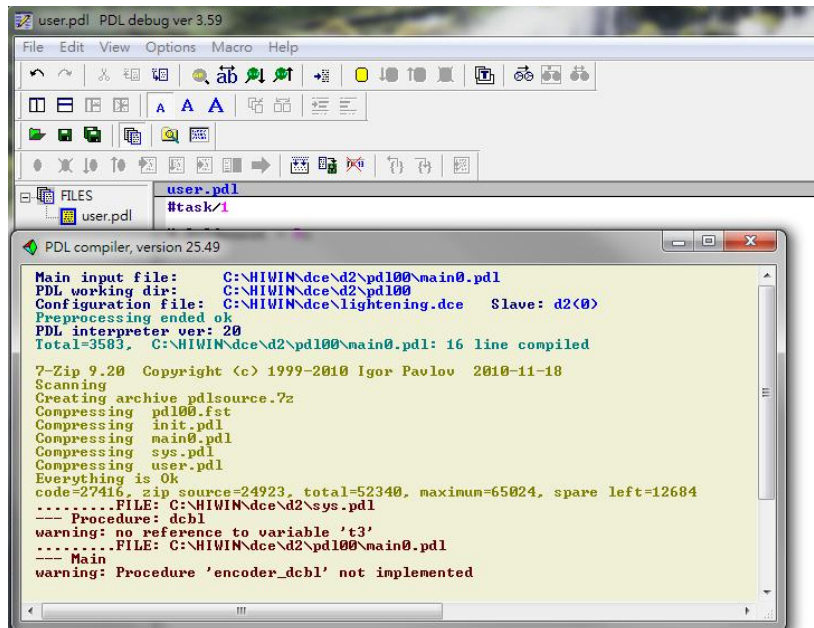 user.pdl PDL debug ver 3.59
File Edit View Options Macro Help
ab
A A A
FILES
user.pdl
user.pdl
#task/1
PDL compiler, version 25.49
Main input file: C:\HIWIN\dce\d2\pdl00\main0.pdl
PDL working dir: C:\HIWIN\dce\d2\pdl00
Configuration file: C:\HIWIN\dce\lightening.dce Slave: d2(0)
Preprocessing ended ok
PDL interpreter ver: 20
Total=3583, C:\HIWIN\dce\d2\pdl00\main0.pdl: 16 line compiled
7-Zip 9.20 Copyright (c) 1999-2010 Igor Pavlov 2010-11-18
Scanning
Creating archive pdlsource.7z
Compressing pdl00.fst
Compressing init.pdl
Compressing main0.pdl
Compressing sys.pdl
Compressing user.pdl
Everything is Ok
code=27416, zip source=24923, total=52340, maximum=65024, spare left=12684
.........FILE: C:\HIWIN\dce\d2\sys.pdl
--- Procedure: dcbl
warning: no reference to variable 't3'
.........FILE: C:\HIWIN\dce\d2\pdl00\main0.pdl
--- Main
warning: Procedure 'encoder_dcbl' not implemented